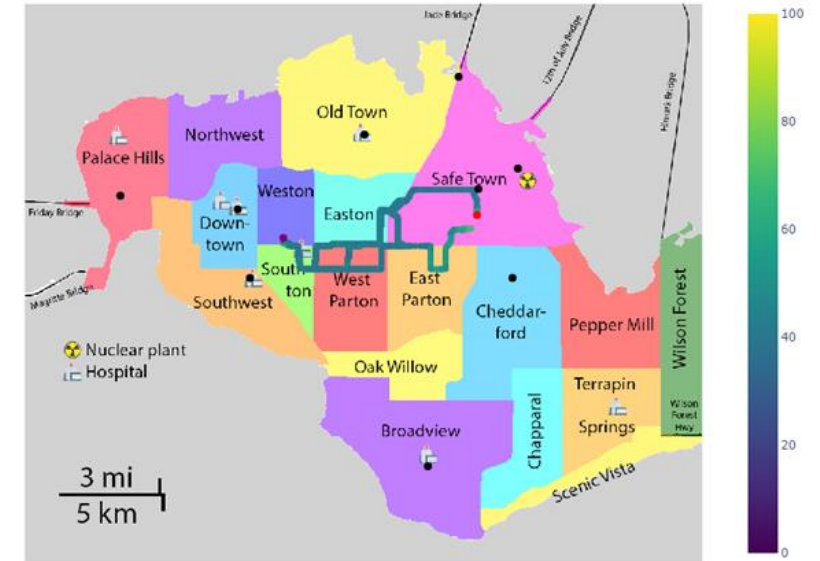 Jade Bridge
12th of July Bridge
100
Old Town
Northwest
80
Himark Bridge
Palace Hills
Safe Town
Weston
Friday Bridge
Down-
town
Easton
60
Magritte Bridge
South
ton
West
Parton
East
Parton
Southwest
Cheddar-
ford
Pepper Mill
Wilson Forest
40
Nuclear plant
Hospital
Oak Willow
Terrapin
Springs
Wilson
Forest
Hwy
Broadview
Chapparal
20
3 mi
5 km
Scenic Vista
0